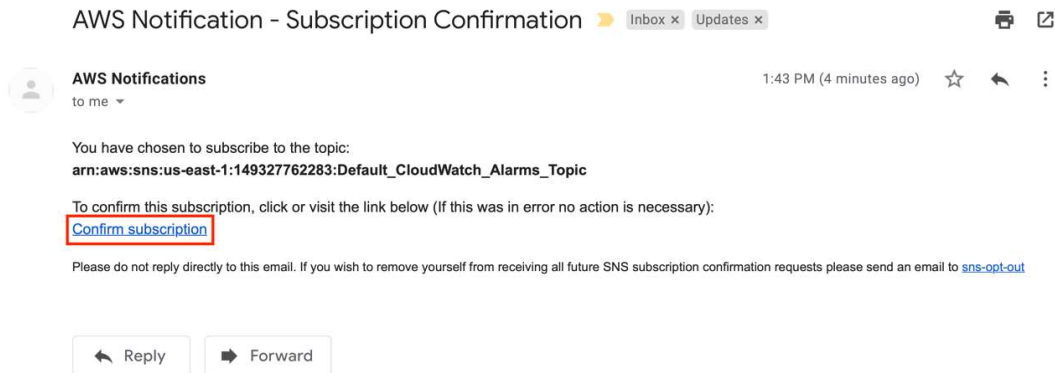 AWS Notification - Subscription Confirmation Inbox × Updates ×
AWS Notifications 1:43 PM (4 minutes ago)
to me
You have chosen to subscribe to the topic:
arn:aws:sns:us-east-1:149327762283:Default_CloudWatch_Alarms_Topic
To confirm this subscription, click or visit the link below (If this was in error no action is necessary):
Confirm subscription
Please do not reply directly to this email. If you wish to remove yourself from receiving all future SNS subscription confirmation requests please send an email to sns-opt-out
Reply Forward